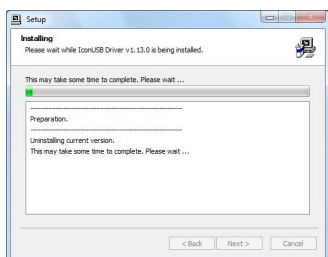 Setup
Installing
Please wait while IconUSB Driver v1.13.0 is being installed.
This may take some time to complete. Please wait ...
------------------------------------------------------------
Preparation.
------------------------------------------------------------
Uninstalling current version.
This may take some time to complete. Please wait ...
< Back
Next >
Cancel